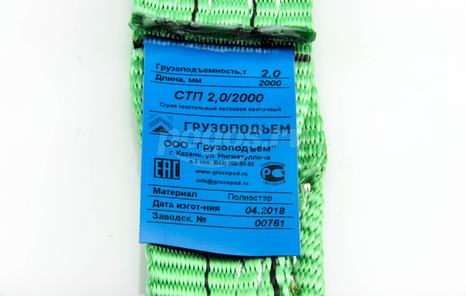 Грузоподъемность,т 2,0
Длина, мм 2000
СТП 2,0/2000
Строп текстильный петлевой ленточный
ГРУЗОПОДЪЕМ
ООО "Грузоподъем"
г. Казань, ул. Нигматуллина
www.gruzopod.ru
info@gruzopod.ru
EAC
Материал Полиэстер
Дата изгот-ния 04.2018
Заводск. № 00761